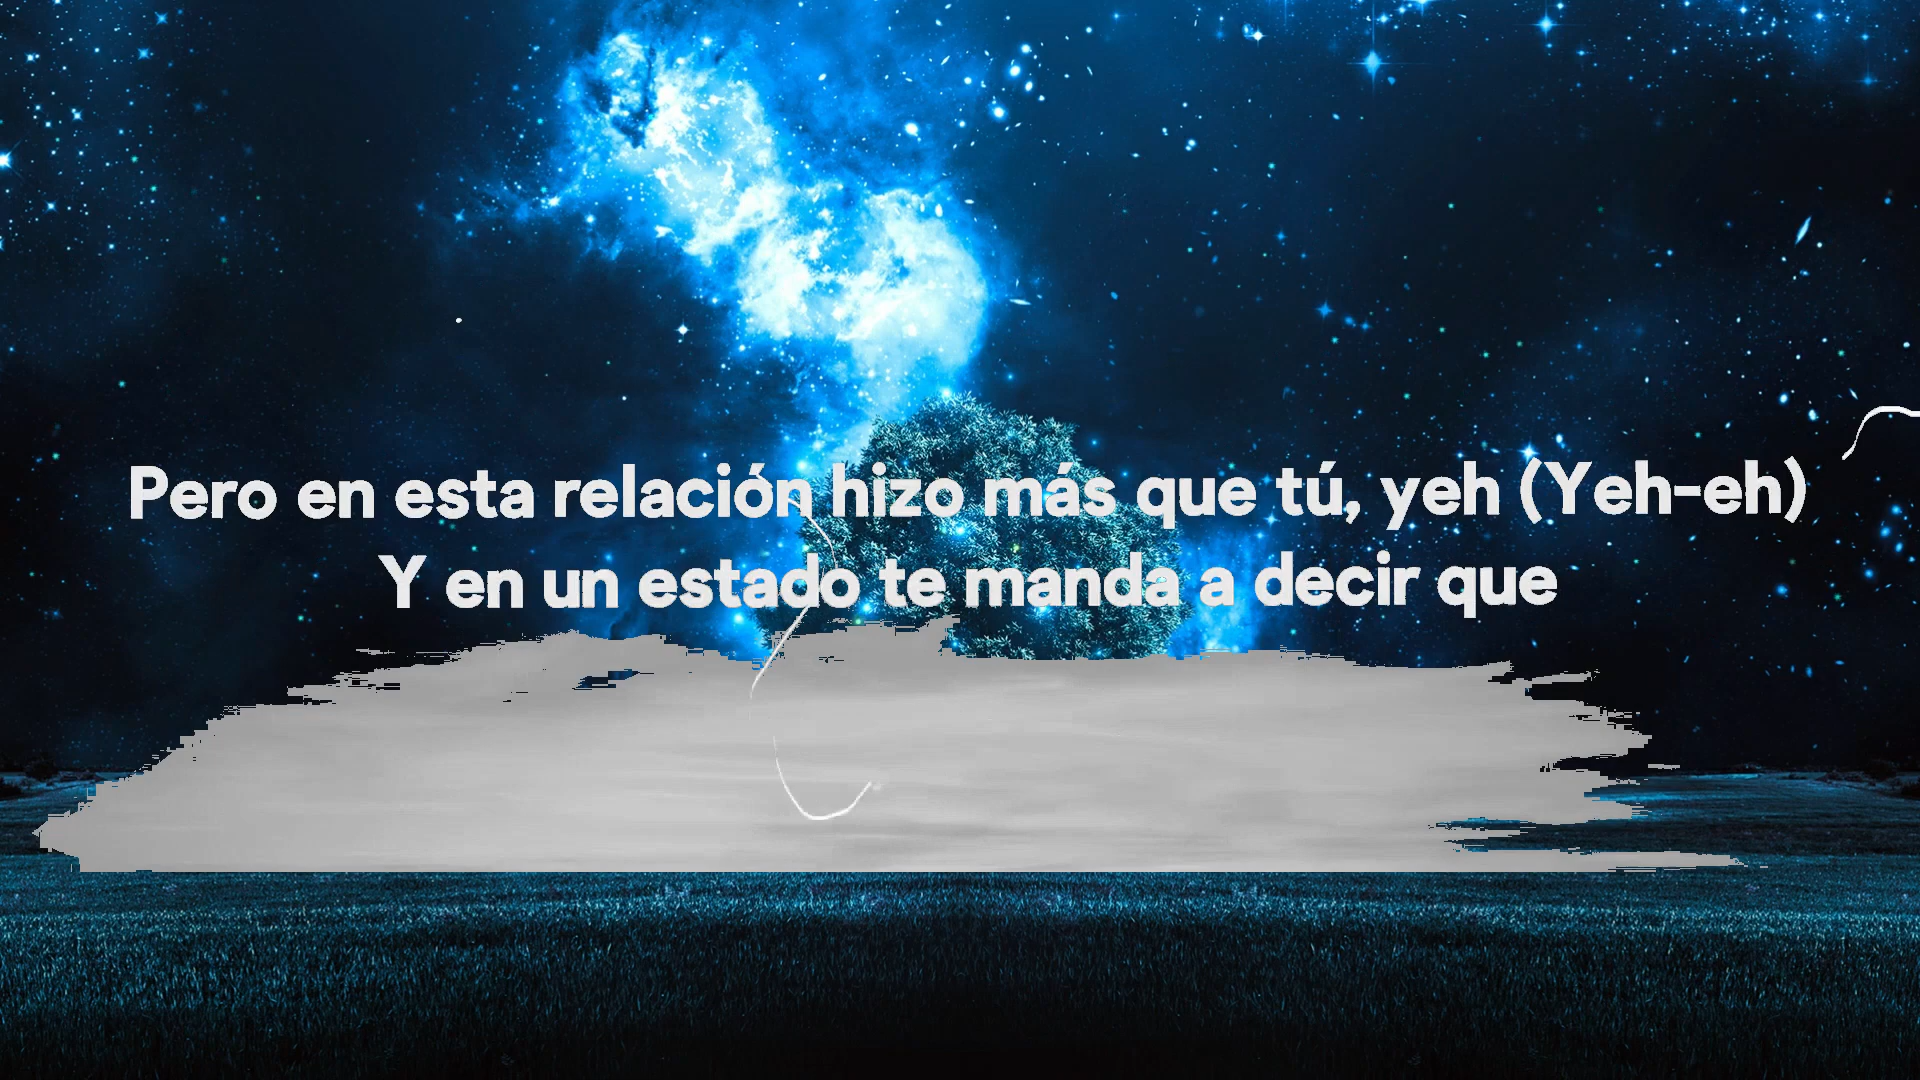 Pero en esta relación hizo más que tú, yeh (Yeh-eh)
Y en un estado te manda a decir que